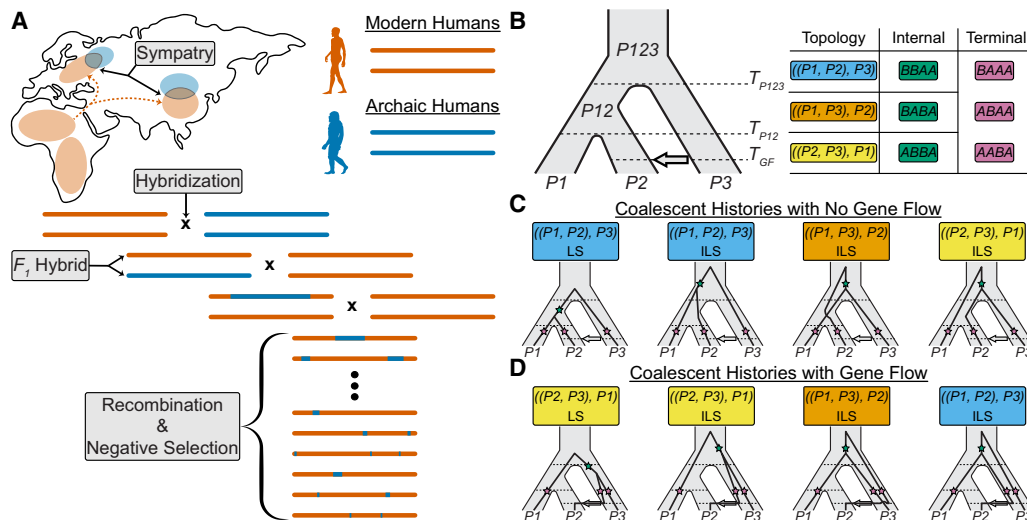 A
Sympatry
Modern Humans
Archaic Humans
Hybridization
x
F1 Hybrid
x
x
Recombination
&
Negative Selection
B
P123
P12
P1
P2
P3
TP123
TP12
TGF
Topology Internal Terminal
((P1, P2), P3) BBAA BAAA
((P1, P3), P2) BABA ABAA
((P2, P3), P1) ABBA AABA
C
Coalescent Histories with No Gene Flow
((P1, P2), P3) ((P1, P2), P3) ((P1, P3), P2) ((P2, P3), P1)
LS ILS ILS ILS
P1 P2 P3 P1 P2 P3 P1 P2 P3 P1 P2 P3
D
Coalescent Histories with Gene Flow
((P2, P3), P1) ((P2, P3), P1) ((P1, P3), P2) ((P1, P2), P3)
LS ILS ILS ILS
P1 P2 P3 P1 P2 P3 P1 P2 P3 P1 P2 P3